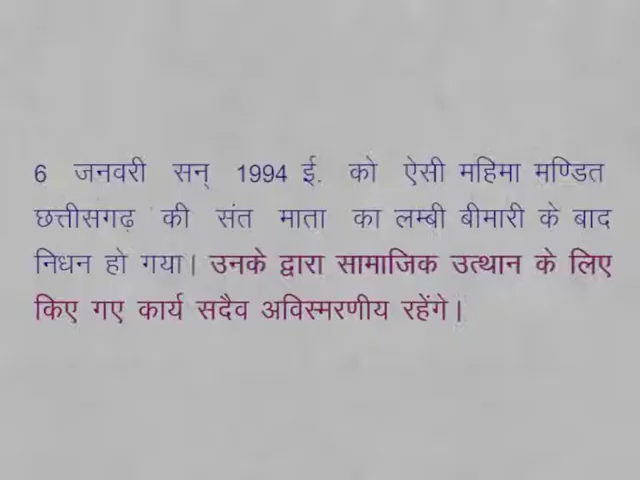 6 जनवरी सन् 1994 ई. को ऐसी महिमा मण्डित
छत्तीसगढ़ की संत माता का लम्बी बीमारी के बाद
निधन हो गया। उनके द्वारा सामाजिक उत्थान के लिए
किए गए कार्य सदैव अविस्मरणीय रहेंगे।